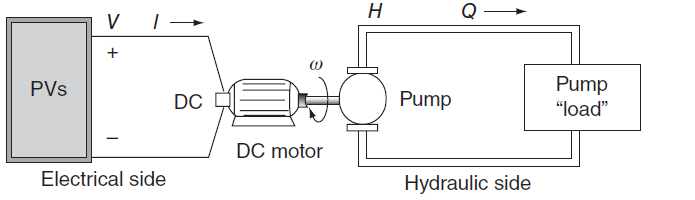 V I
H Q
+
ω
PVs
DC
Pump
Pump
“load”
–
DC motor
Electrical side
Hydraulic side